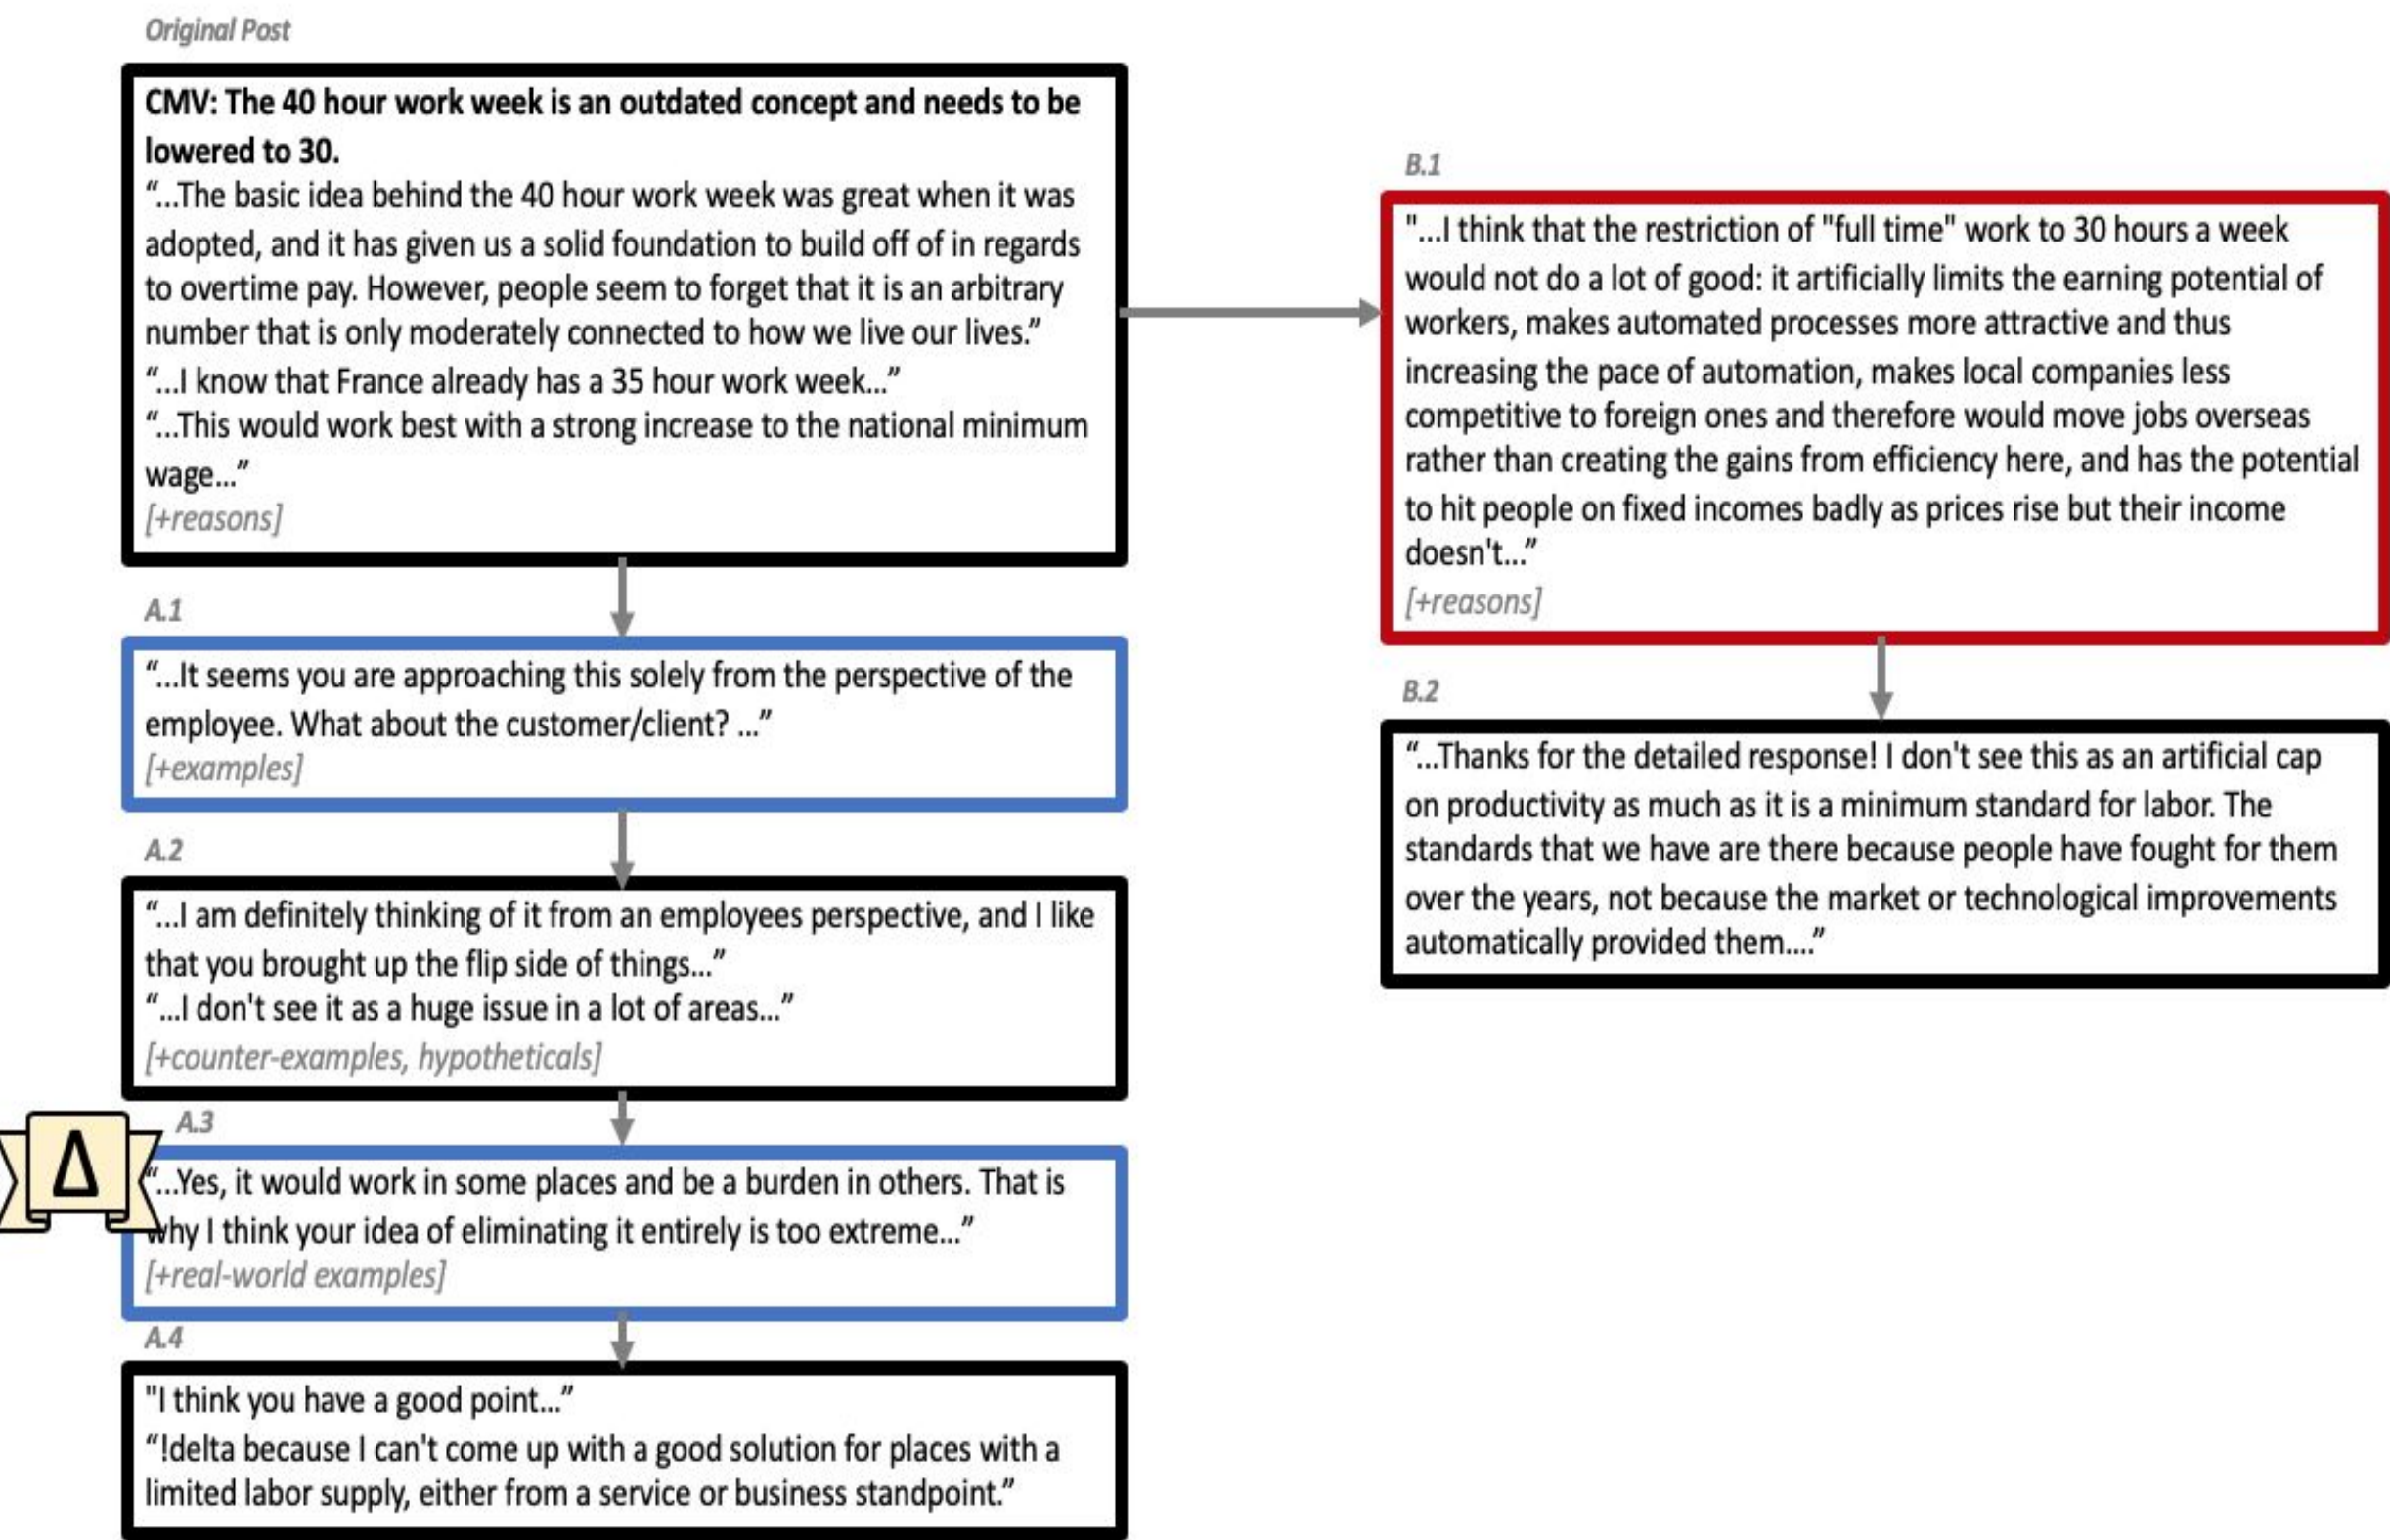 Original Post
CMV: The 40 hour work week is an outdated concept and needs to be
lowered to 30.
“...The basic idea behind the 40 hour work week was great when it was
adopted, and it has given us a solid foundation to build off of in regards
to overtime pay. However, people seem to forget that it is an arbitrary
number that is only moderately connected to how we live our lives.”
“...I know that France already has a 35 hour work week...”
“...This would work best with a strong increase to the national minimum
wage...”
[+reasons]
A.1
“...It seems you are approaching this solely from the perspective of the
employee. What about the customer/client? ...”
[+examples]
A.2
“...I am definitely thinking of it from an employees perspective, and I like
that you brought up the flip side of things...”
“...I don't see it as a huge issue in a lot of areas...”
[+counter-examples, hypotheticals]
Δ
A.3
“...Yes, it would work in some places and be a burden in others. That is
why I think your idea of eliminating it entirely is too extreme...”
[+real-world examples]
A.4
"I think you have a good point...”
“!delta because I can't come up with a good solution for places with a
limited labor supply, either from a service or business standpoint.”
B.1
"...I think that the restriction of "full time" work to 30 hours a week
would not do a lot of good: it artificially limits the earning potential of
workers, makes automated processes more attractive and thus
increasing the pace of automation, makes local companies less
competitive to foreign ones and therefore would move jobs overseas
rather than creating the gains from efficiency here, and has the potential
to hit people on fixed incomes badly as prices rise but their income
doesn't...”
[+reasons]
B.2
“...Thanks for the detailed response! I don't see this as an artificial cap
on productivity as much as it is a minimum standard for labor. The
standards that we have are there because people have fought for them
over the years, not because the market or technological improvements
automatically provided them....”